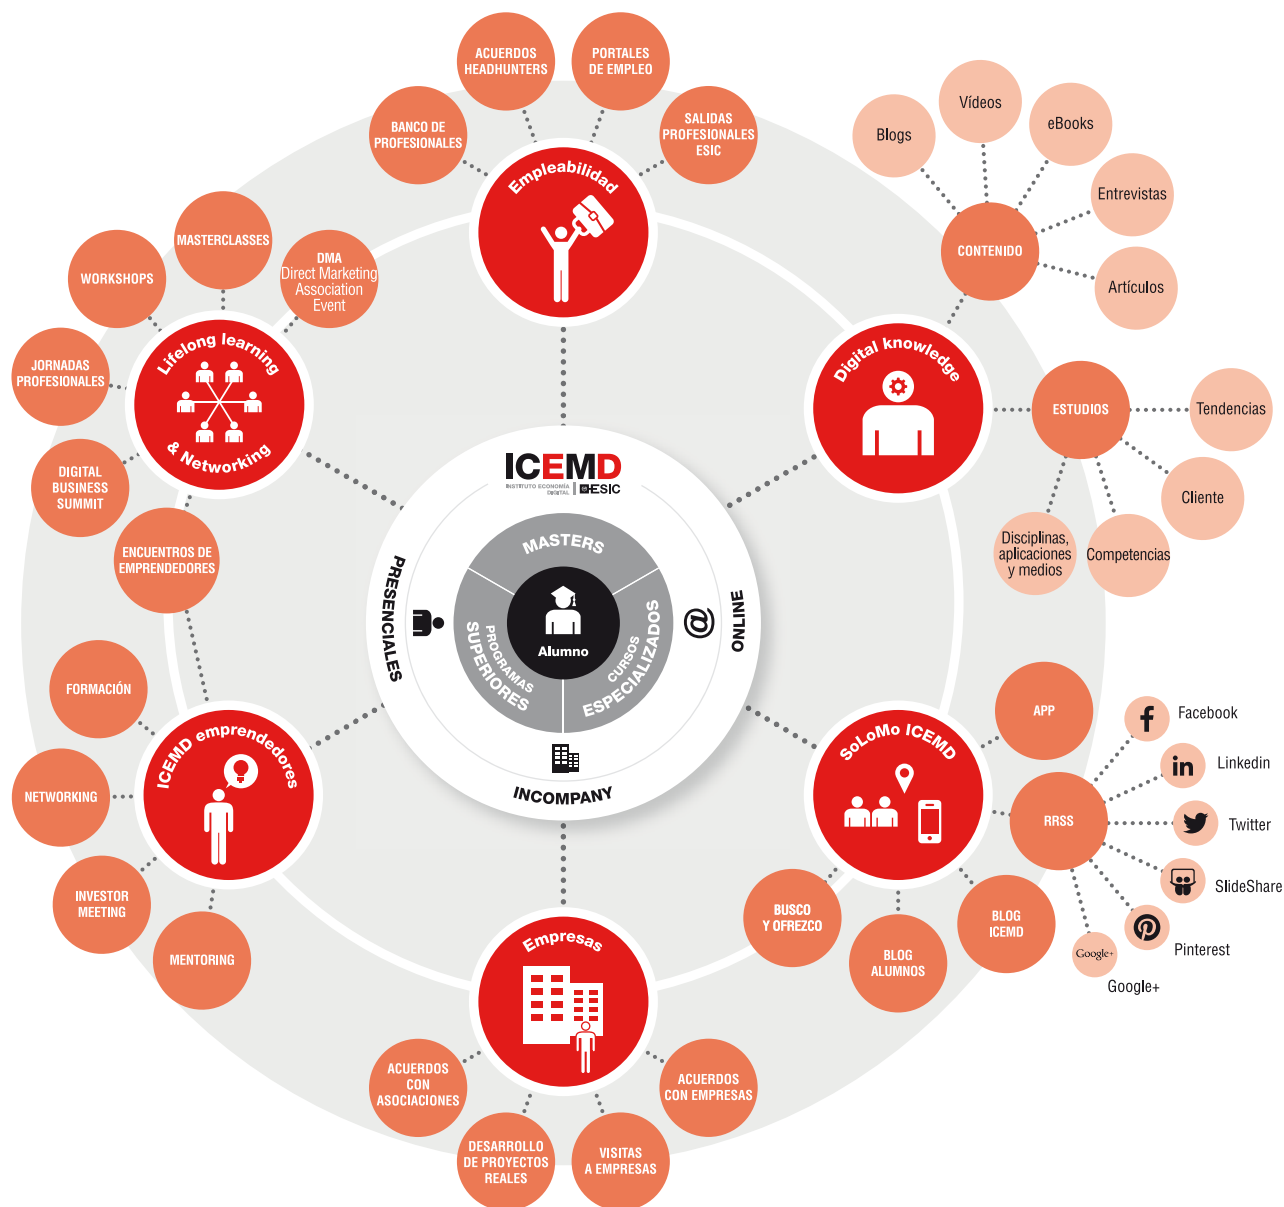 ACUERDOS
HEADHUNTERS
PORTALES
DE EMPLEO
BANCO DE
PROFESIONALES
SALIDAS
PROFESIONALES
ESIC
Empleabilidad
Blogs
Vídeos
eBooks
Entrevistas
Artículos
CONTENIDO
Digital knowledge
ESTUDIOS
Tendencias
Cliente
Competencias
Disciplinas,
aplicaciones
y medios
MASTERCLASSES
WORKSHOPS
DMA
Direct Marketing
Association
Event
JORNADAS
PROFESIONALES
Lifelong learning
& Networking
DIGITAL
BUSINESS
SUMMIT
ENCUENTROS DE
EMPRENDEDORES
ICEMD
INSTITUTO ECONOMÍA
DIGITAL
ESIC
MASTERS
PROGRAMAS
SUPERIORES
CURSOS
ESPECIALIZADOS
Alumno
PRESENCIALES
@
ONLINE
INCOMPANY
FORMACIÓN
NETWORKING
INVESTOR
MEETING
MENTORING
ICEMD emprendedores
SoLoMo ICEMD
APP
RRSS
f
Facebook
in
Linkedin
Twitter
SlideShare
Pinterest
Google+
Google+
BLOG
ICEMD
BLOG
ALUMNOS
BUSCO
Y OFREZCO
Empresas
ACUERDOS
CON
ASOCIACIONES
DESARROLLO
DE PROYECTOS
REALES
VISITAS
A EMPRESAS
ACUERDOS
CON EMPRESAS